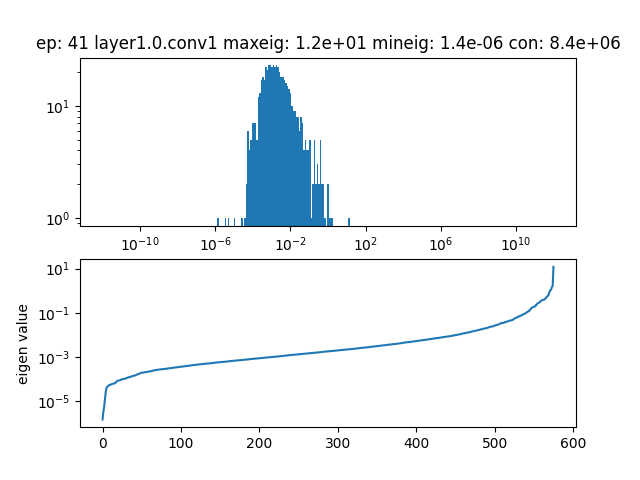 ep: 41 layer1.0.conv1 maxeig: 1.2e+01 mineig: 1.4e-06 con: 8.4e+06
10¹
10⁰
10⁻¹⁰ 10⁻⁶ 10⁻² 10² 10⁶ 10¹⁰
10¹
10⁻¹
10⁻³
10⁻⁵
eigen value
0 100 200 300 400 500 600